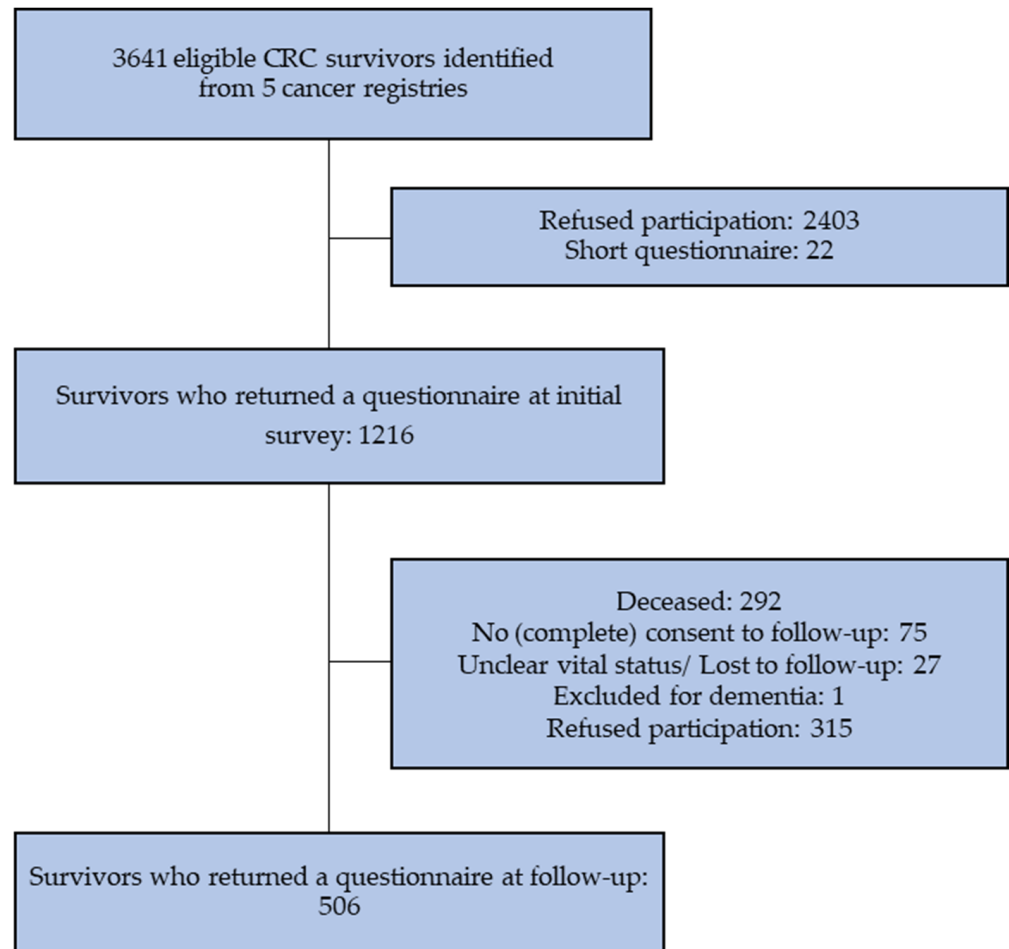 3641 eligible CRC survivors identified
from 5 cancer registries
Refused participation: 2403
Short questionnaire: 22
Survivors who returned a questionnaire at initial
survey: 1216
Deceased: 292
No (complete) consent to follow-up: 75
Unclear vital status/ Lost to follow-up: 27
Excluded for dementia: 1
Refused participation: 315
Survivors who returned a questionnaire at follow-up:
506